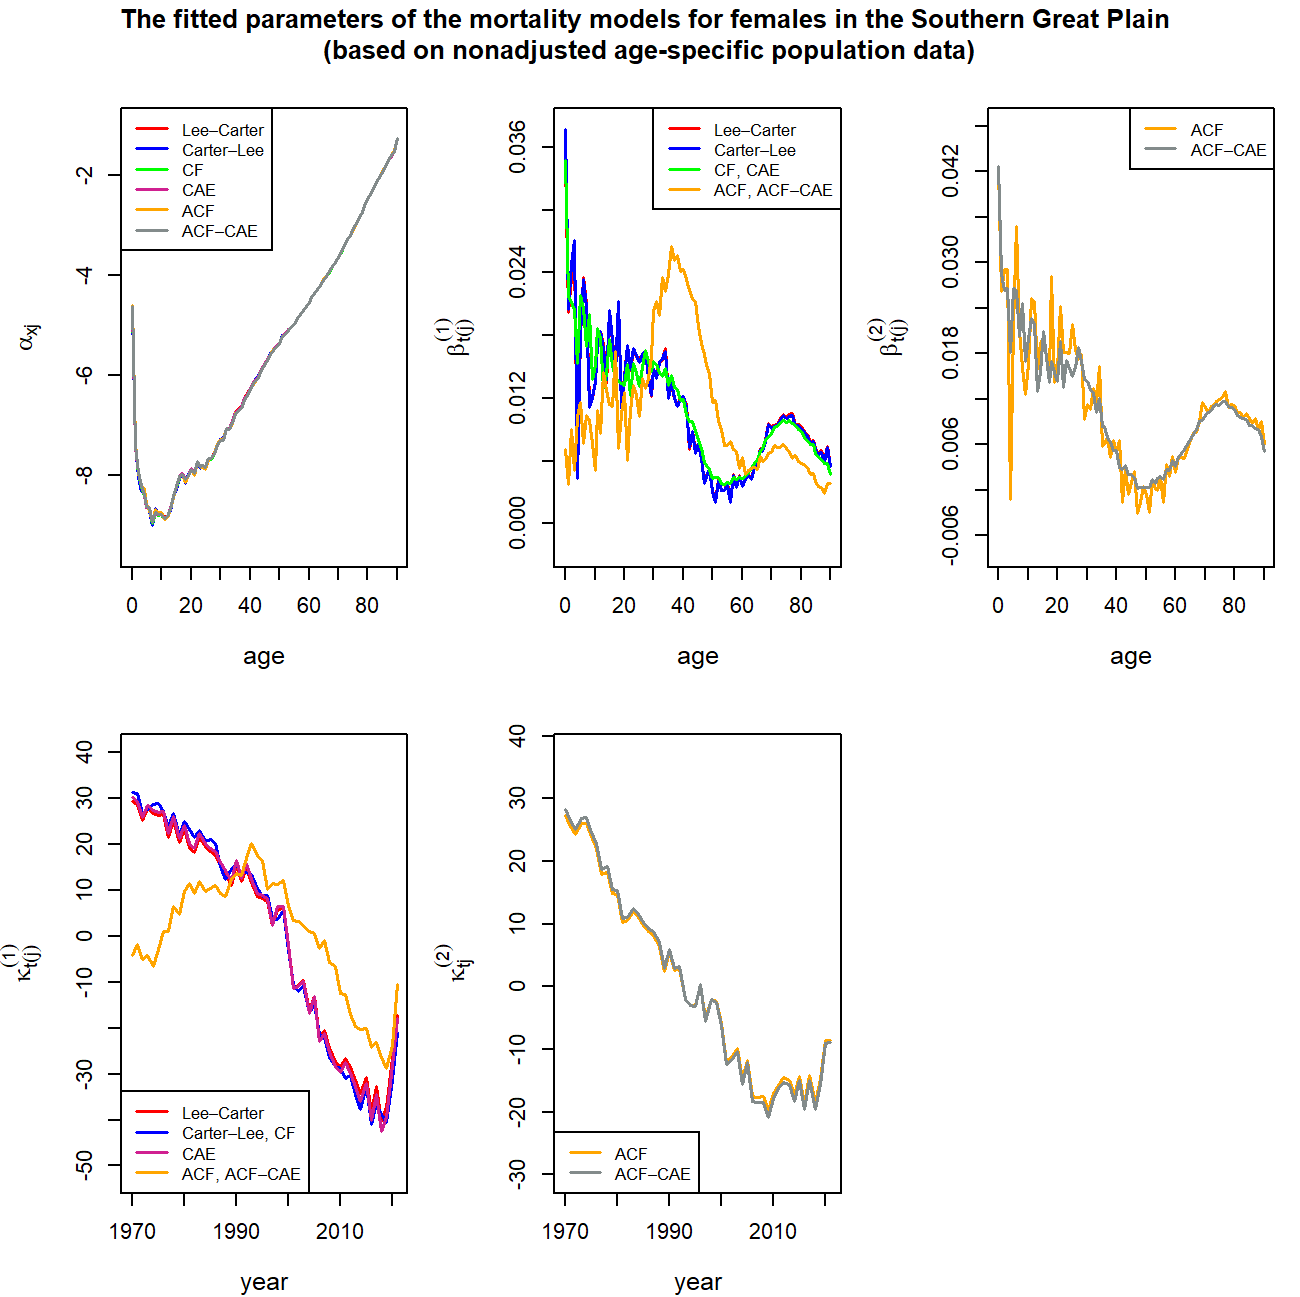 The fitted parameters of the mortality models for females in the Southern Great Plain
(based on nonadjusted age-specific population data)
αxj
-2
-4
-6
-8
Lee–Carter
Carter–Lee
CF
CAE
ACF
ACF–CAE
0 20 40 60 80
age
β(1)t(j)
0.036
0.024
0.012
0.000
Lee–Carter
Carter–Lee
CF, CAE
ACF, ACF–CAE
0 20 40 60 80
age
β(2)t(j)
0.042
0.030
0.018
0.006
-0.006
ACF
ACF–CAE
0 20 40 60 80
age
κ(1)t(j)
40
30
20
10
0
-10
-30
-50
Lee–Carter
Carter–Lee, CF
CAE
ACF, ACF–CAE
1970 1990 2010
year
κ(2)tj
40
30
20
10
0
-10
-20
-30
ACF
ACF–CAE
1970 1990 2010
year